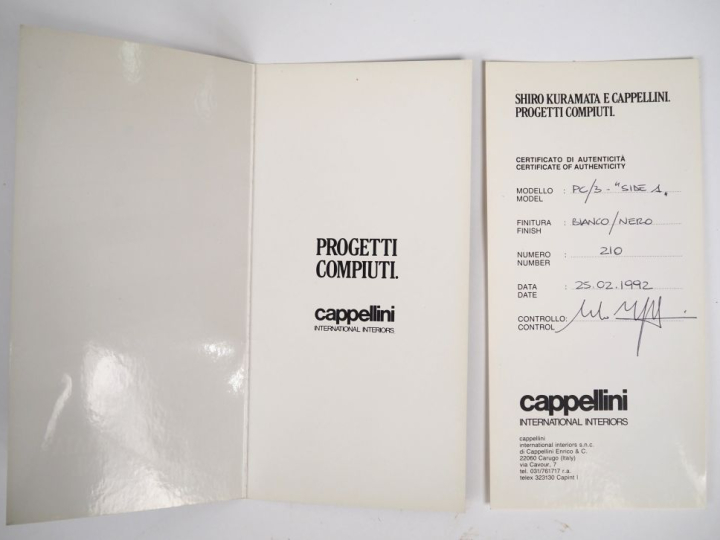 PROGETTI
COMPIUTI.
cappellini
INTERNATIONAL INTERIORS
SHIRO KURAMATA E CAPPELLINI.
PROGETTI COMPIUTI.
CERTIFICATO DI AUTENTICITÀ
CERTIFICATE OF AUTHENTICITY
MODELLO : PC/3 - "SIDE 1"
MODEL
FINITURA : BIANCO/NERO
FINISH
NUMERO : 210
NUMBER
DATA : 25.02.1992
DATE
CONTROLLO:
CONTROL
cappellini
INTERNATIONAL INTERIORS
cappellini
international interiors s.n.c.
di Cappellini Enrico & C.
22060 Carugo (Italy)
via Cavour, 7
tel. 031/761717 r.a.
telex 323130 Capint I